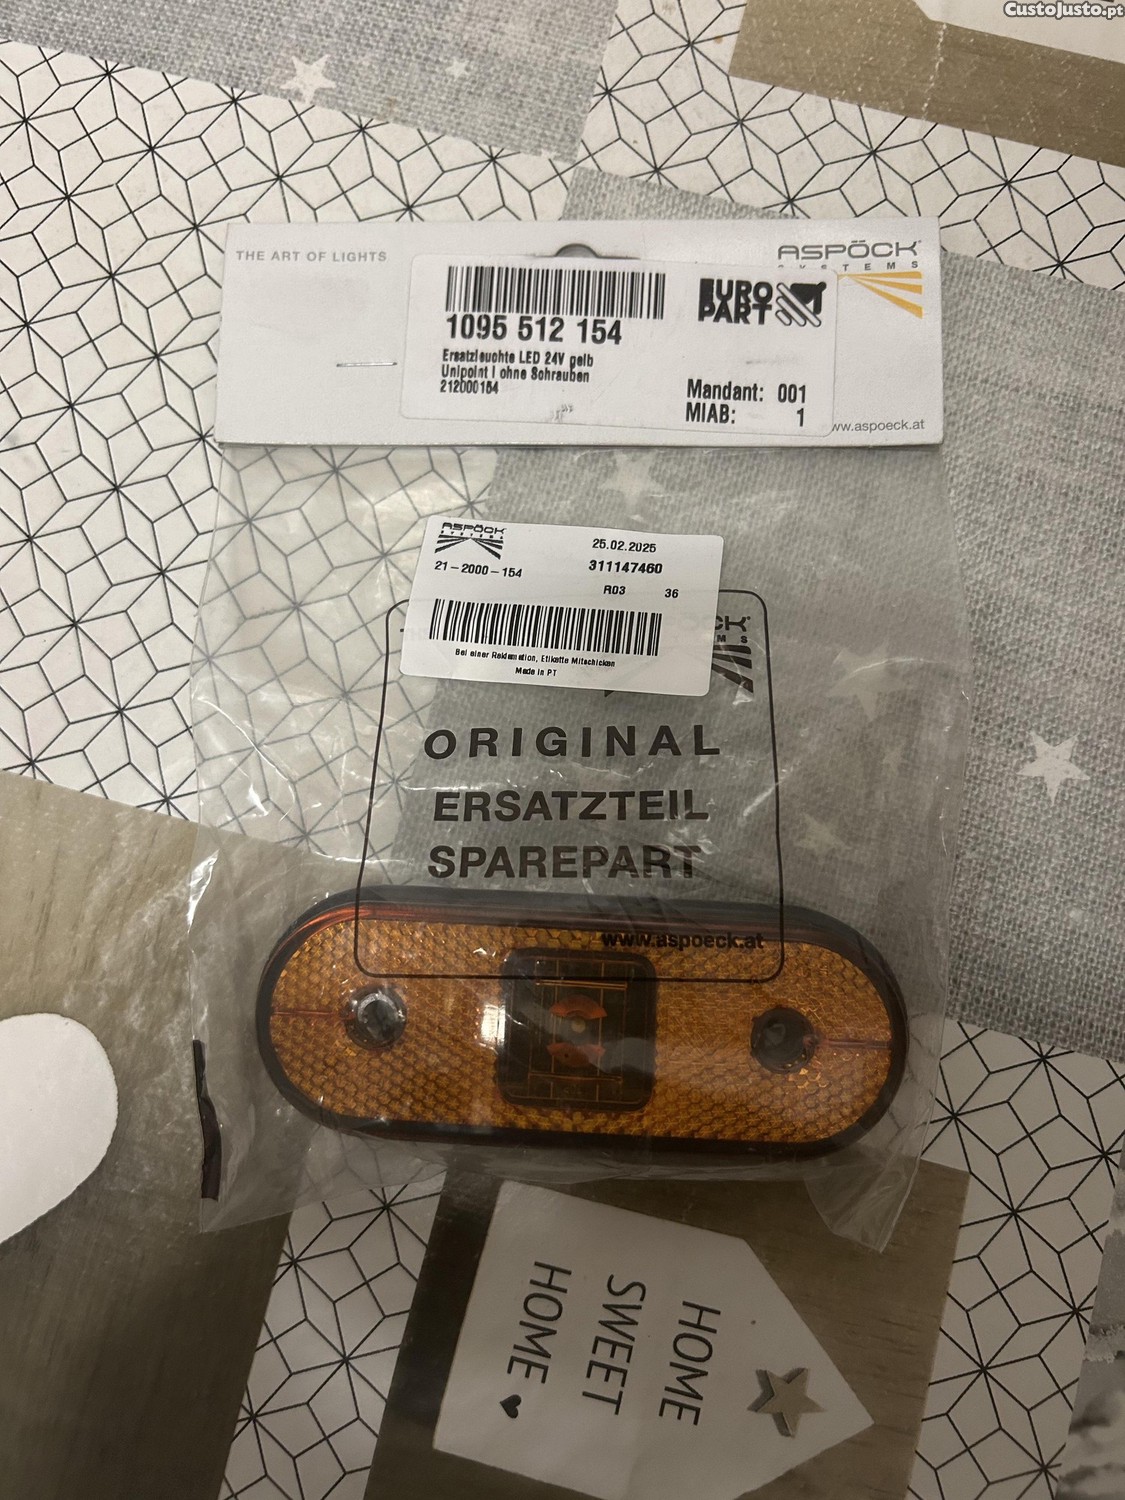 CustoJusto.pt
THE ART OF LIGHTS
ASPÖCK
SYSTEMS
EURO
PART
1095 512 154
Ersatzleuchte LED 24V gelb
Unipoint I ohne Schrauben
212000154
Mandant: 001
MIAB: 1
www.aspoeck.at
ASPÖCK
SYSTEMS
25.02.2025
21-2000-154
311147460
R03 36
Bei einer Reklamation, Etikette Mitschicken
Made in PT
ORIGINAL
ERSATZTEIL
SPAREPART
www.aspoeck.at
HOME
SWEET
HOME